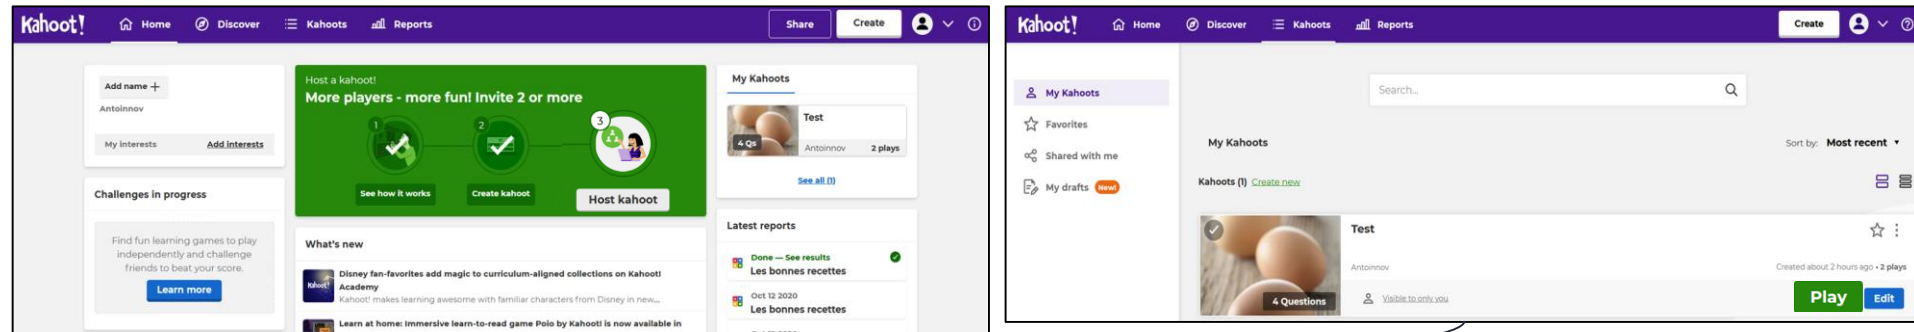 Kahoot!
Home
Discover
Kahoots
Reports
Share
Create
Add name +
Antoinnov
My interests
Add interests
Challenges in progress
Find fun learning games to play
independently and challenge
friends to beat your score.
Learn more
Host a kahoot!
More players - more fun! Invite 2 or more
1
2
3
See how it works
Create kahoot
Host kahoot
What's new
Disney fan-favorites add magic to curriculum-aligned collections on Kahoot!
Academy
Kahoot! makes learning awesome with familiar characters from Disney in new...
Learn at home: Immersive learn-to-read game Poio by Kahoot! is now available in
My Kahoots
Test
4 Qs
Antoinnov
2 plays
See all (1)
Latest reports
Done — See results
Les bonnes recettes
Oct 12 2020
Les bonnes recettes
Kahoot!
Home
Discover
Kahoots
Reports
Create
My Kahoots
Favorites
Shared with me
My drafts New!
Search...
My Kahoots
Sort by: Most recent
Kahoots (1) Create new
Test
Antoinnov
Created about 2 hours ago • 2 plays
4 Questions
Visible to only you
Play
Edit